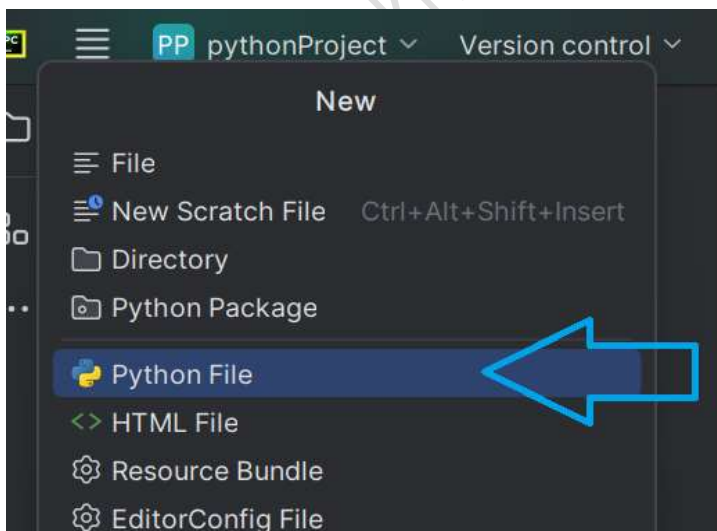 PC
PP pythonProject Version control
New
File
New Scratch File Ctrl+Alt+Shift+Insert
Directory
Python Package
Python File
<> HTML File
Resource Bundle
EditorConfig File